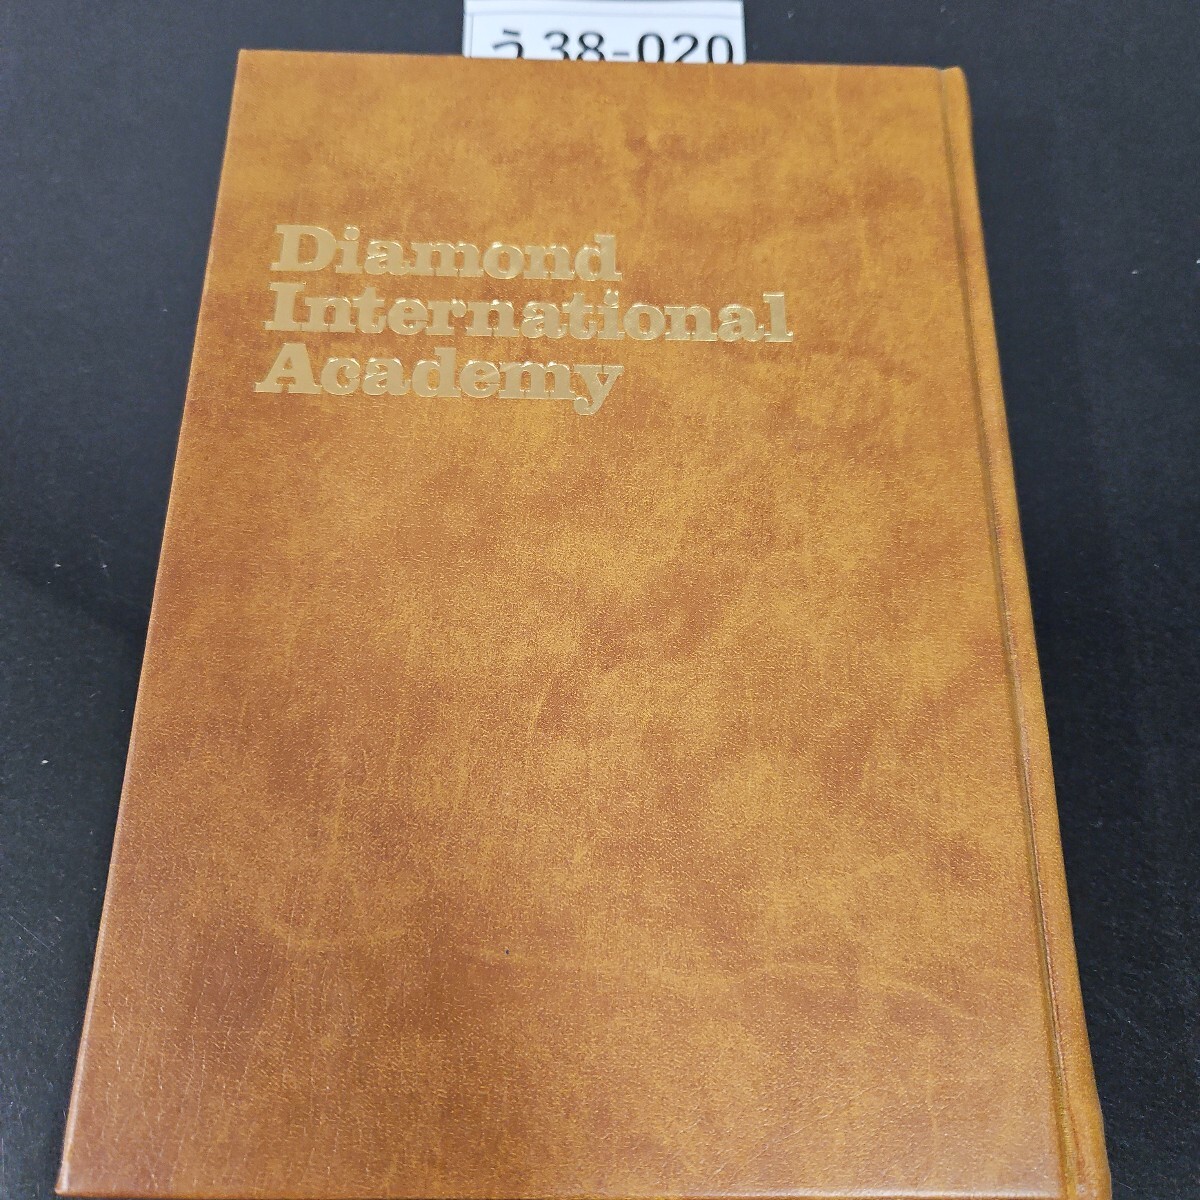 う38-020
Diamond
International
Academy